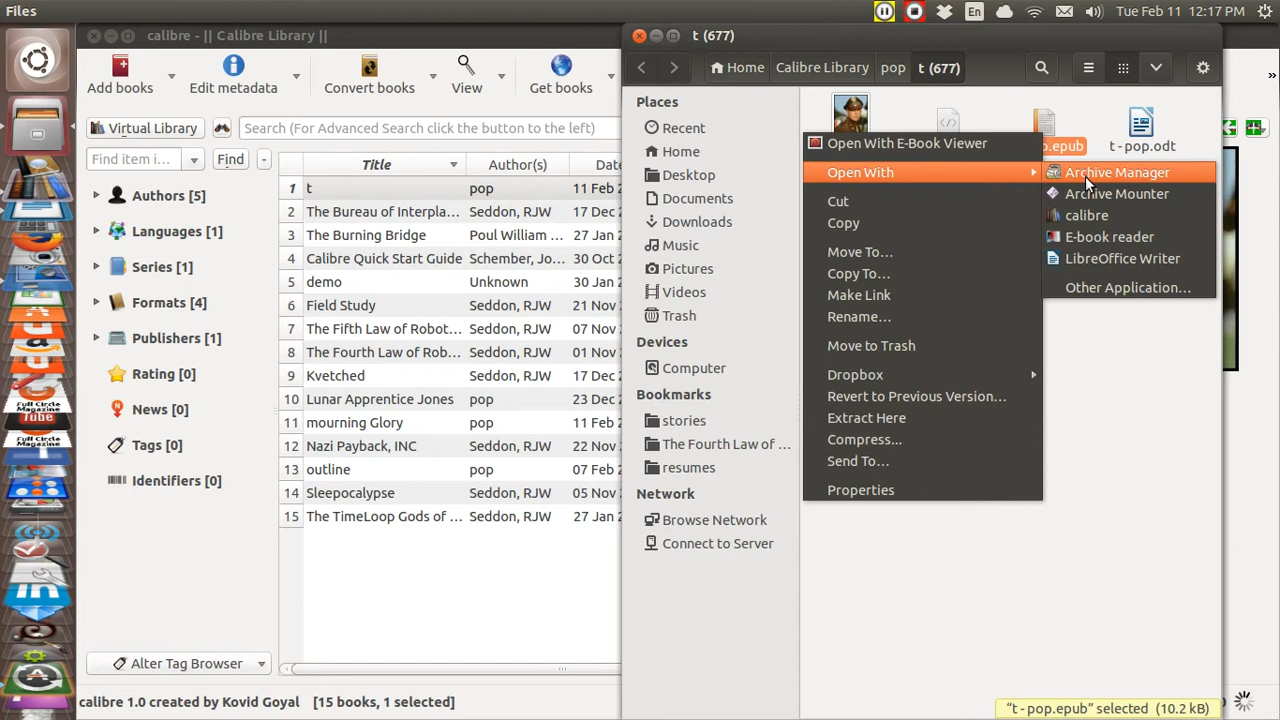 Files
En
Tue Feb 11 12:17 PM
calibre - || Calibre Library ||
Add books
Edit metadata
Convert books
View
Get books
»
Virtual Library
Search (For Advanced Search click the button to the left)
Find item i…
Find
-
Authors [5]
Languages [1]
Series [1]
Formats [4]
Publishers [1]
Rating [0]
News [0]
Tags [0]
Identifiers [0]
Alter Tag Browser
Title Author(s) Date
1 t pop 11 Feb
2 The Bureau of Interpla... Seddon, RJW 17 Dec
3 The Burning Bridge Poul William ... 27 Jan
4 Calibre Quick Start Guide Schember, Jo... 30 Oct
5 demo Unknown 30 Jan
6 Field Study Seddon, RJW
7 The Fifth Law of Robot... Seddon, RJW 07 Nov
8 The Fourth Law of Rob... Seddon, RJW 01 Nov
9 Kvetched Seddon, RJW 17 Dec
10 Lunar Apprentice Jones pop 23 Dec
11 mourning Glory pop 11 Feb
12 Nazi Payback, INC Seddon, RJW
13 outline pop 07 Feb
14 Sleepocalypse Seddon, RJW 05 Nov
15 The TimeLoop Gods of ... Seddon, RJW 27 Jan
calibre 1.0 created by Kovid Goyal [15 books, 1 selected]
t (677)
Home
Calibre Library
pop
t (677)
Places
Recent
Home
Desktop
Documents
Downloads
Music
Pictures
Videos
Trash
Devices
Computer
Bookmarks
stories
The Fourth Law of ...
resumes
Network
Browse Network
Connect to Server
p.epub
t - pop.odt
Open With E-Book Viewer
Open With
Cut
Copy
Move To…
Copy To…
Make Link
Rename…
Move to Trash
Dropbox
Revert to Previous Version…
Extract Here
Compress...
Send To…
Properties
Archive Manager
Archive Mounter
calibre
E-book reader
LibreOffice Writer
Other Application…
"t - pop.epub" selected (10.2 kB)
Full Circle
Magazine
Tube
Full Circle
Magazine
in